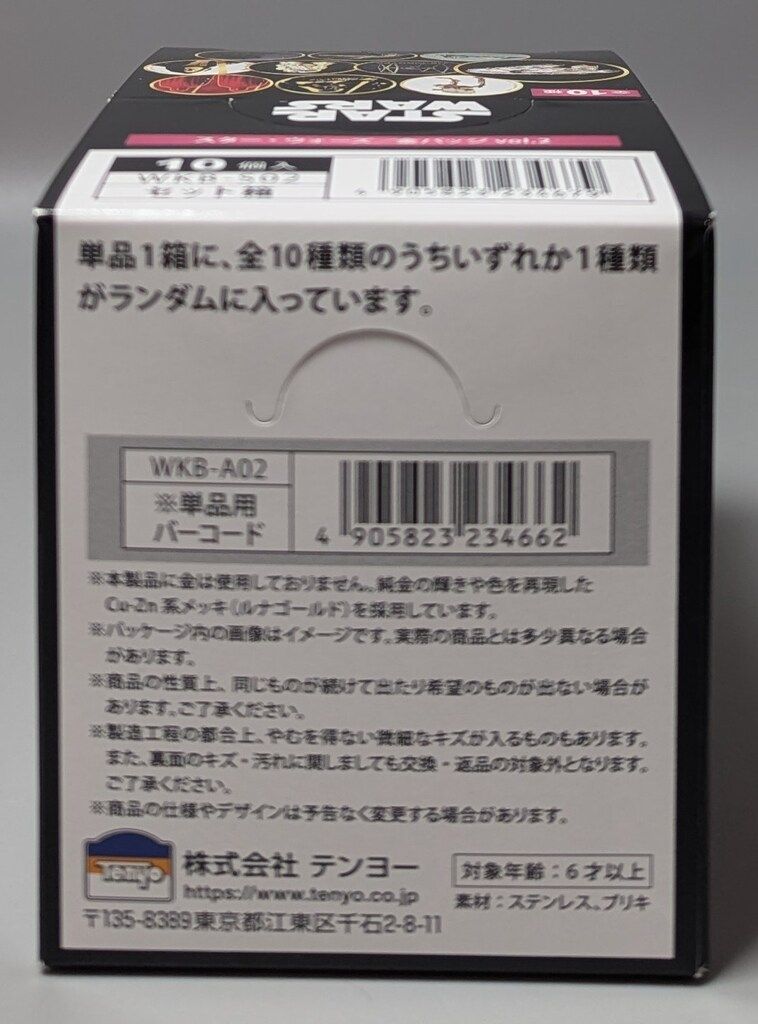 STAR
WARS
全10種
10個入
WKB-S02
セット箱
単品1箱に、全10種類のうちいずれか1種類
がランダムに入っています。
WKB-A02
※単品用
バーコード
4 905823 234662
※本製品に金は使用しておりません。純金の輝きや色を再現した
Cu-Zn系メッキ(ルナゴールド)を採用しています。
※パッケージ内の画像はイメージです。実際の商品とは多少異なる場合
があります。
※商品の性質上、同じものが続けて出たり希望のものが出ない場合が
あります。ご了承ください。
※製造工程の都合上、やむを得ない微細なキズが入るものもあります。
また、裏面のキズ・汚れに関しましても交換・返品の対象外となります。
ご了承ください。
※商品の仕様やデザインは予告なく変更する場合があります。
Tenyo
株式会社 テンヨー
https://www.tenyo.co.jp
〒135-8389東京都江東区千石2-8-11
対象年齢:6才以上
素材:ステンレス、ブリキ